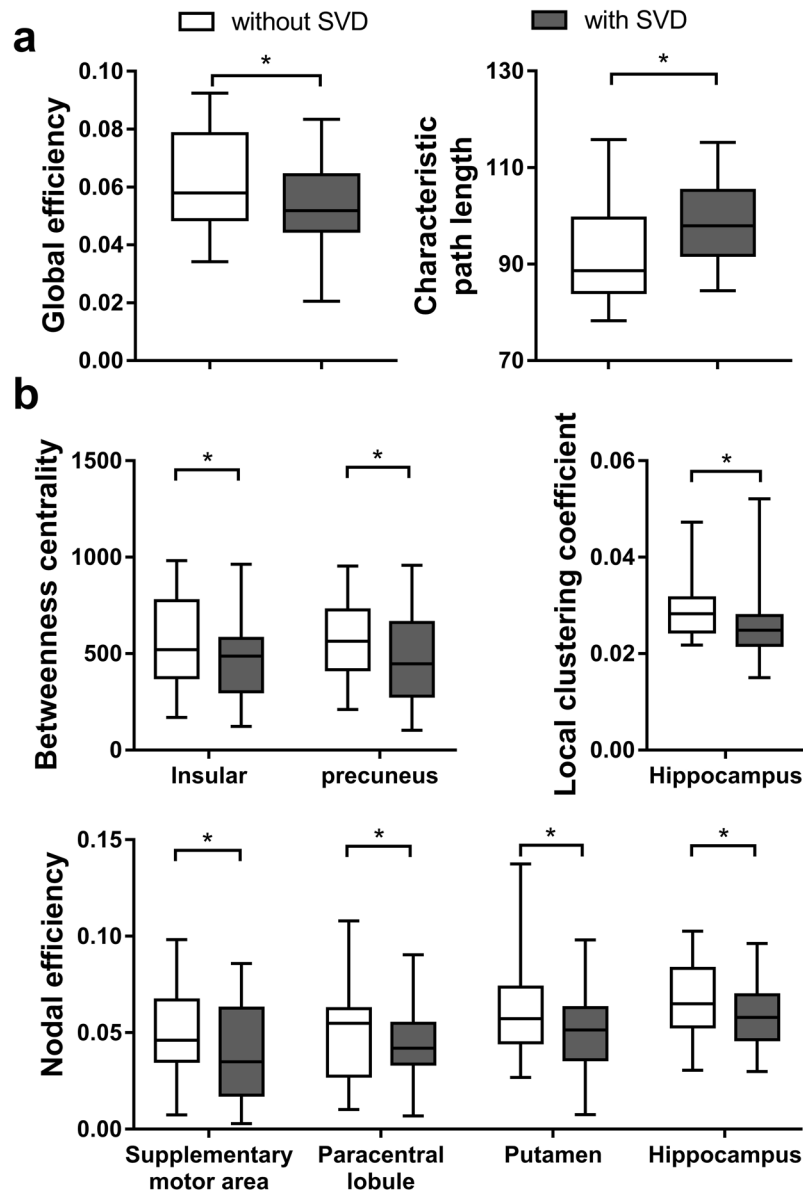 a
without SVD
with SVD
Global efficiency
0.10
0.08
0.06
0.04
0.02
0.00
*
Characteristic
path length
130
110
90
70
*
b
Betweenness centrality
1500
1000
500
0
*
*
Insular
precuneus
Local clustering coefficient
0.06
0.04
0.02
0.00
*
Hippocampus
Nodal efficiency
0.15
0.10
0.05
0.00
*
*
*
*
Supplementary
motor area
Paracentral
lobule
Putamen
Hippocampus